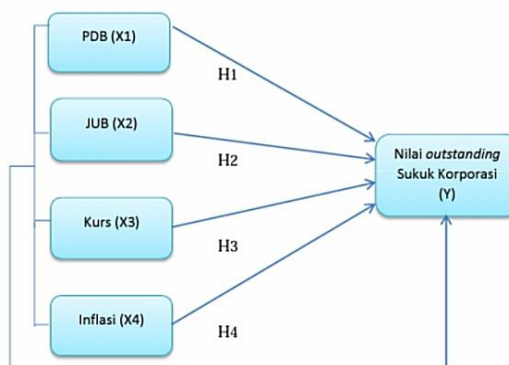 PDB (X1)
H1
JUB (X2)
H2
Nilai outstanding
Sukuk Korporasi
(Y)
Kurs (X3)
H3
Inflasi (X4)
H4